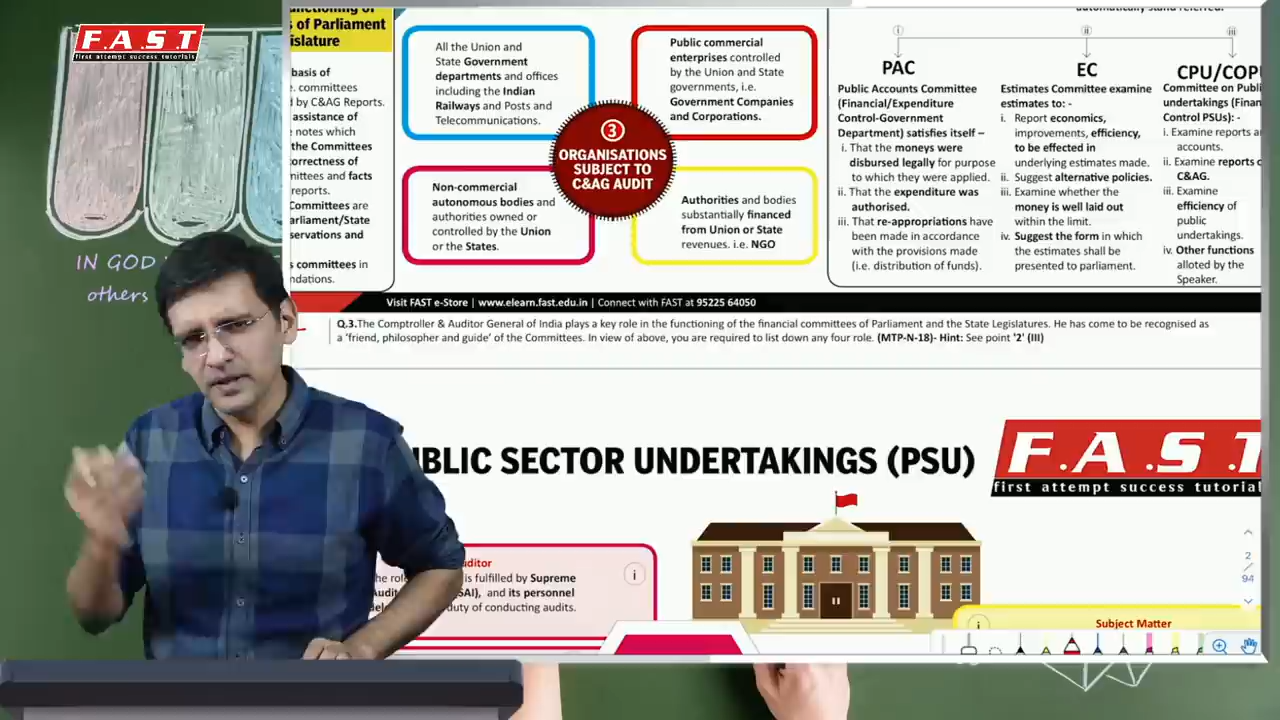 F.A.S.T
first attempt success tutorials
IN GOD
others
s of Parliament
islature
basis of
committees
d by C&AG Reports.
assistance of
notes which
the Committees
orrectness of
mittees and facts
reports.
Committees are
arliament/State
servations and
s committees in
ndations.
All the Union and
State Government
departments and offices
including the Indian
Railways and Posts and
Telecommunications.
Public commercial
enterprises controlled
by the Union and State
governments, i.e.
Government Companies
and Corporations.
3
ORGANISATIONS
SUBJECT TO
C&AG AUDIT
Non-commercial
autonomous bodies and
authorities owned or
controlled by the Union
or the States.
Authorities and bodies
substantially financed
from Union or State
revenues. i.e. NGO
automatically stand referred.
i
PAC
Public Accounts Committee
(Financial/Expenditure
Control-Government
Department) satisfies itself –
i. That the moneys were
disbursed legally for purpose
to which they were applied.
ii. That the expenditure was
authorised.
iii. That re-appropriations have
been made in accordance
with the provisions made
(i.e. distribution of funds).
ii
EC
Estimates Committee examine
estimates to: -
i. Report economics,
improvements, efficiency,
to be effected in
underlying estimates made.
ii. Suggest alternative policies.
iii. Examine whether the
money is well laid out
within the limit.
iv. Suggest the form in which
the estimates shall be
presented to parliament.
iii
CPU/COP
Committee on Publ
undertakings (Finan
Control PSUs): -
i. Examine reports a
accounts.
ii. Examine reports o
C&AG.
iii. Examine
efficiency of
public
undertakings.
iv. Other functions
alloted by the
Speaker.
Visit FAST e-Store | www.elearn.fast.edu.in | Connect with FAST at 95225 64050
Q.3.The Comptroller & Auditor General of India plays a key role in the functioning of the financial committees of Parliament and the State Legislatures. He has come to be recognised as
a 'friend, philosopher and guide' of the Committees. In view of above, you are required to list down any four role. (MTP-N-18)- Hint: See point '2' (III)
BLIC SECTOR UNDERTAKINGS (PSU)
F.A.S.T
first attempt success tutorial
uditor
he role is fulfilled by Supreme
Audit SAI), and its personnel
duty of conducting audits.
i
i
Subject Matter
2
/
94